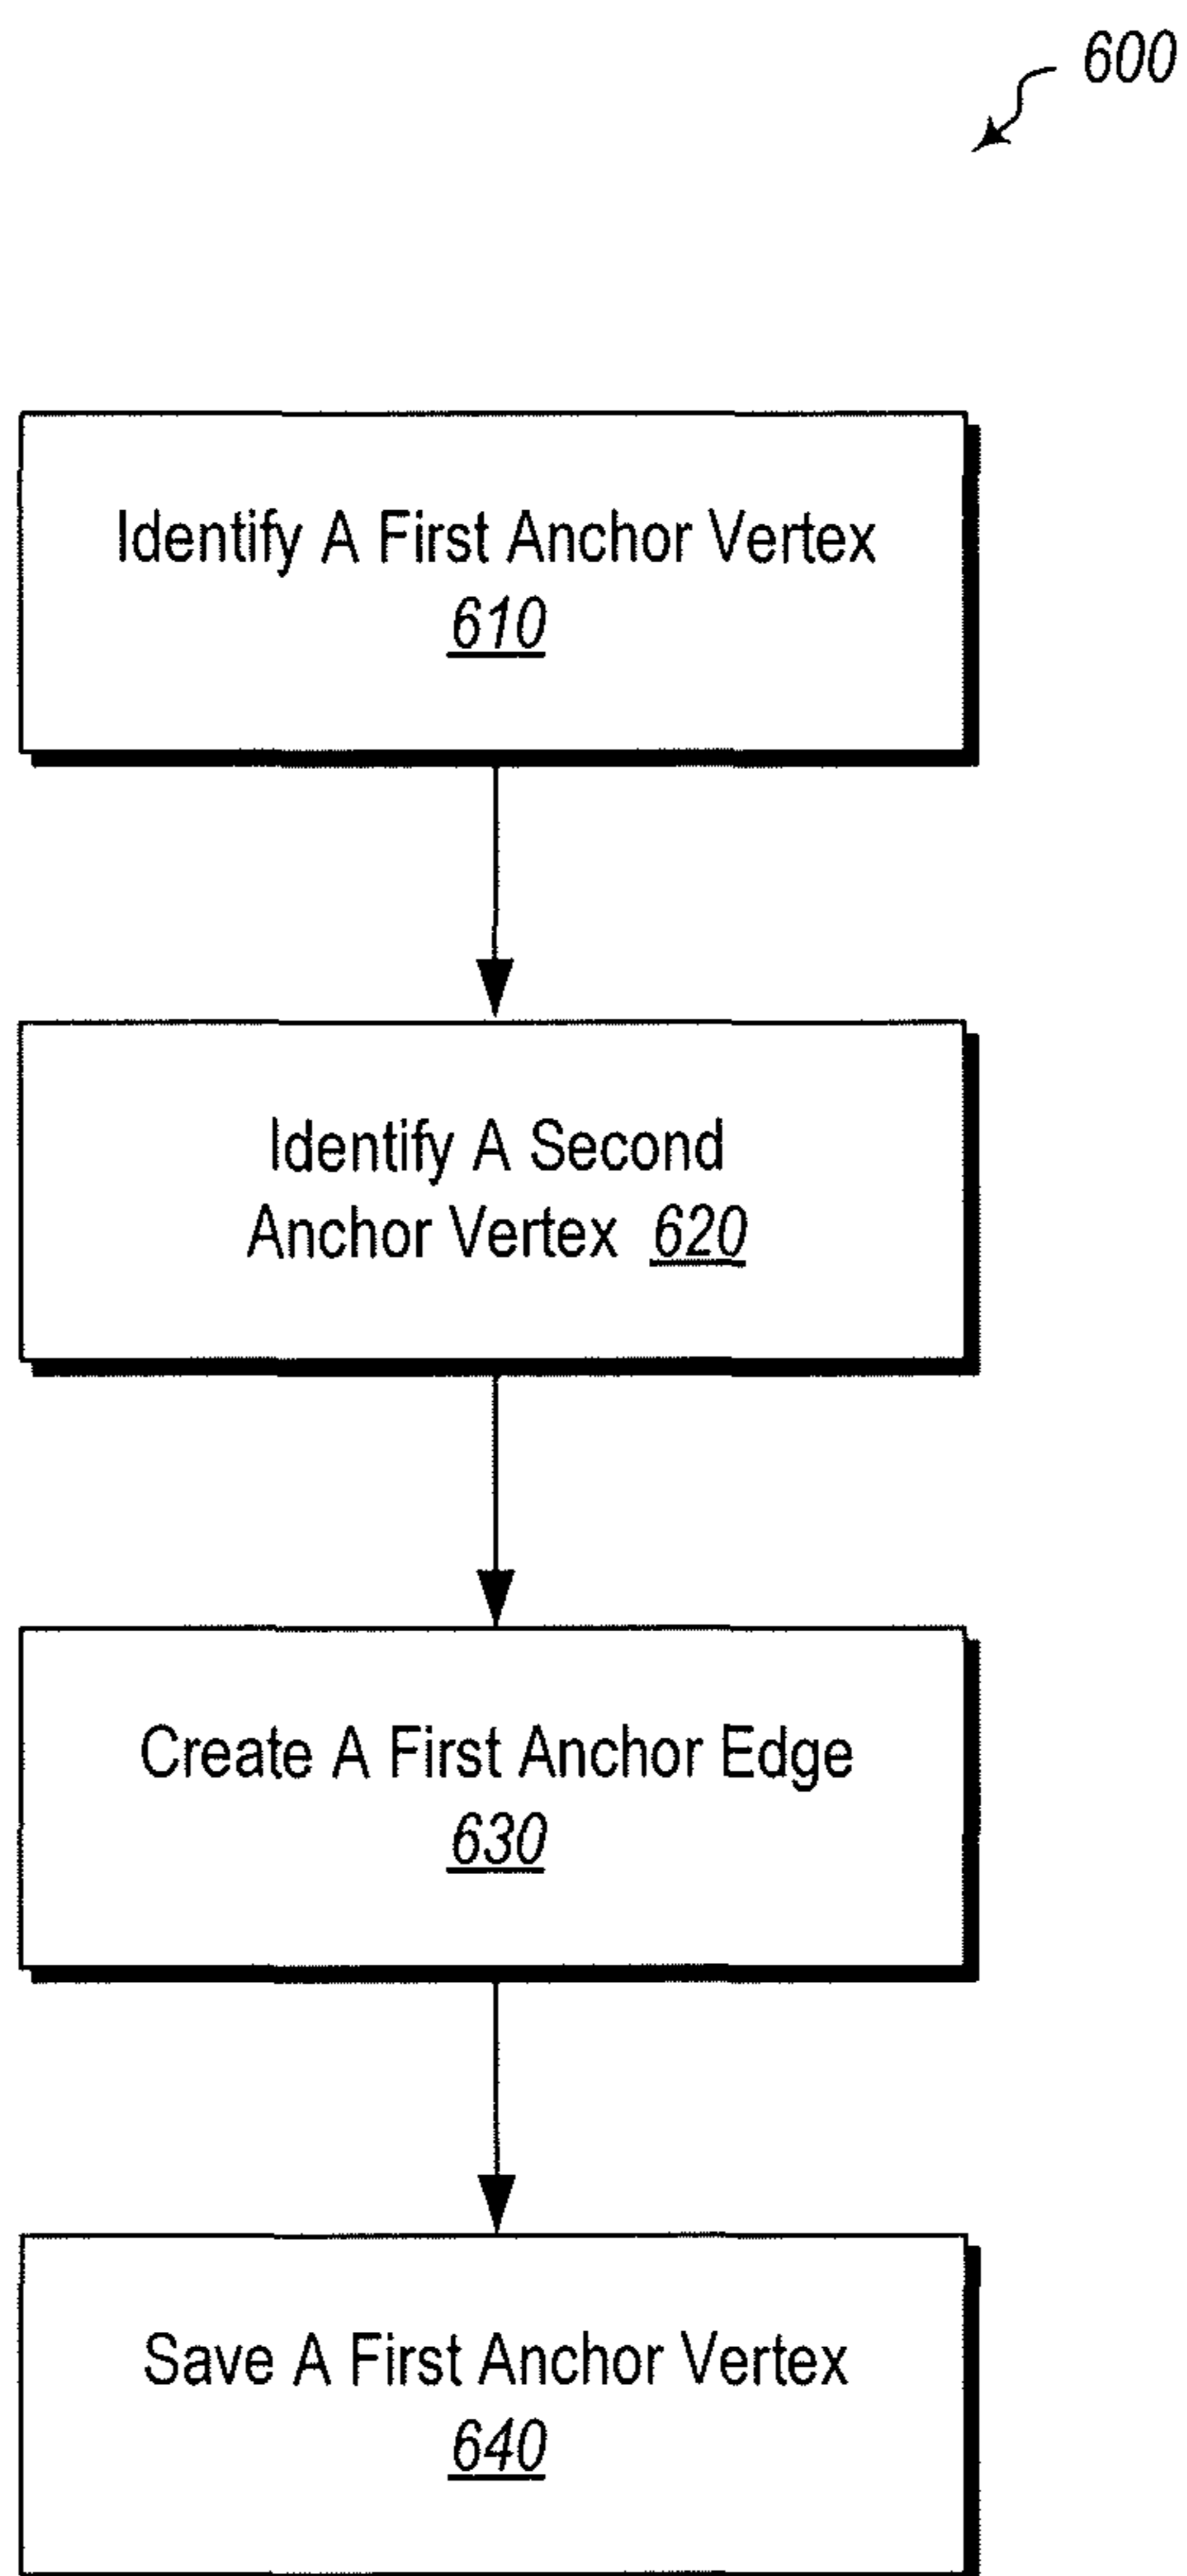 600
Identify A First Anchor Vertex
610
Identify A Second
Anchor Vertex 620
Create A First Anchor Edge
630
Save A First Anchor Vertex
640